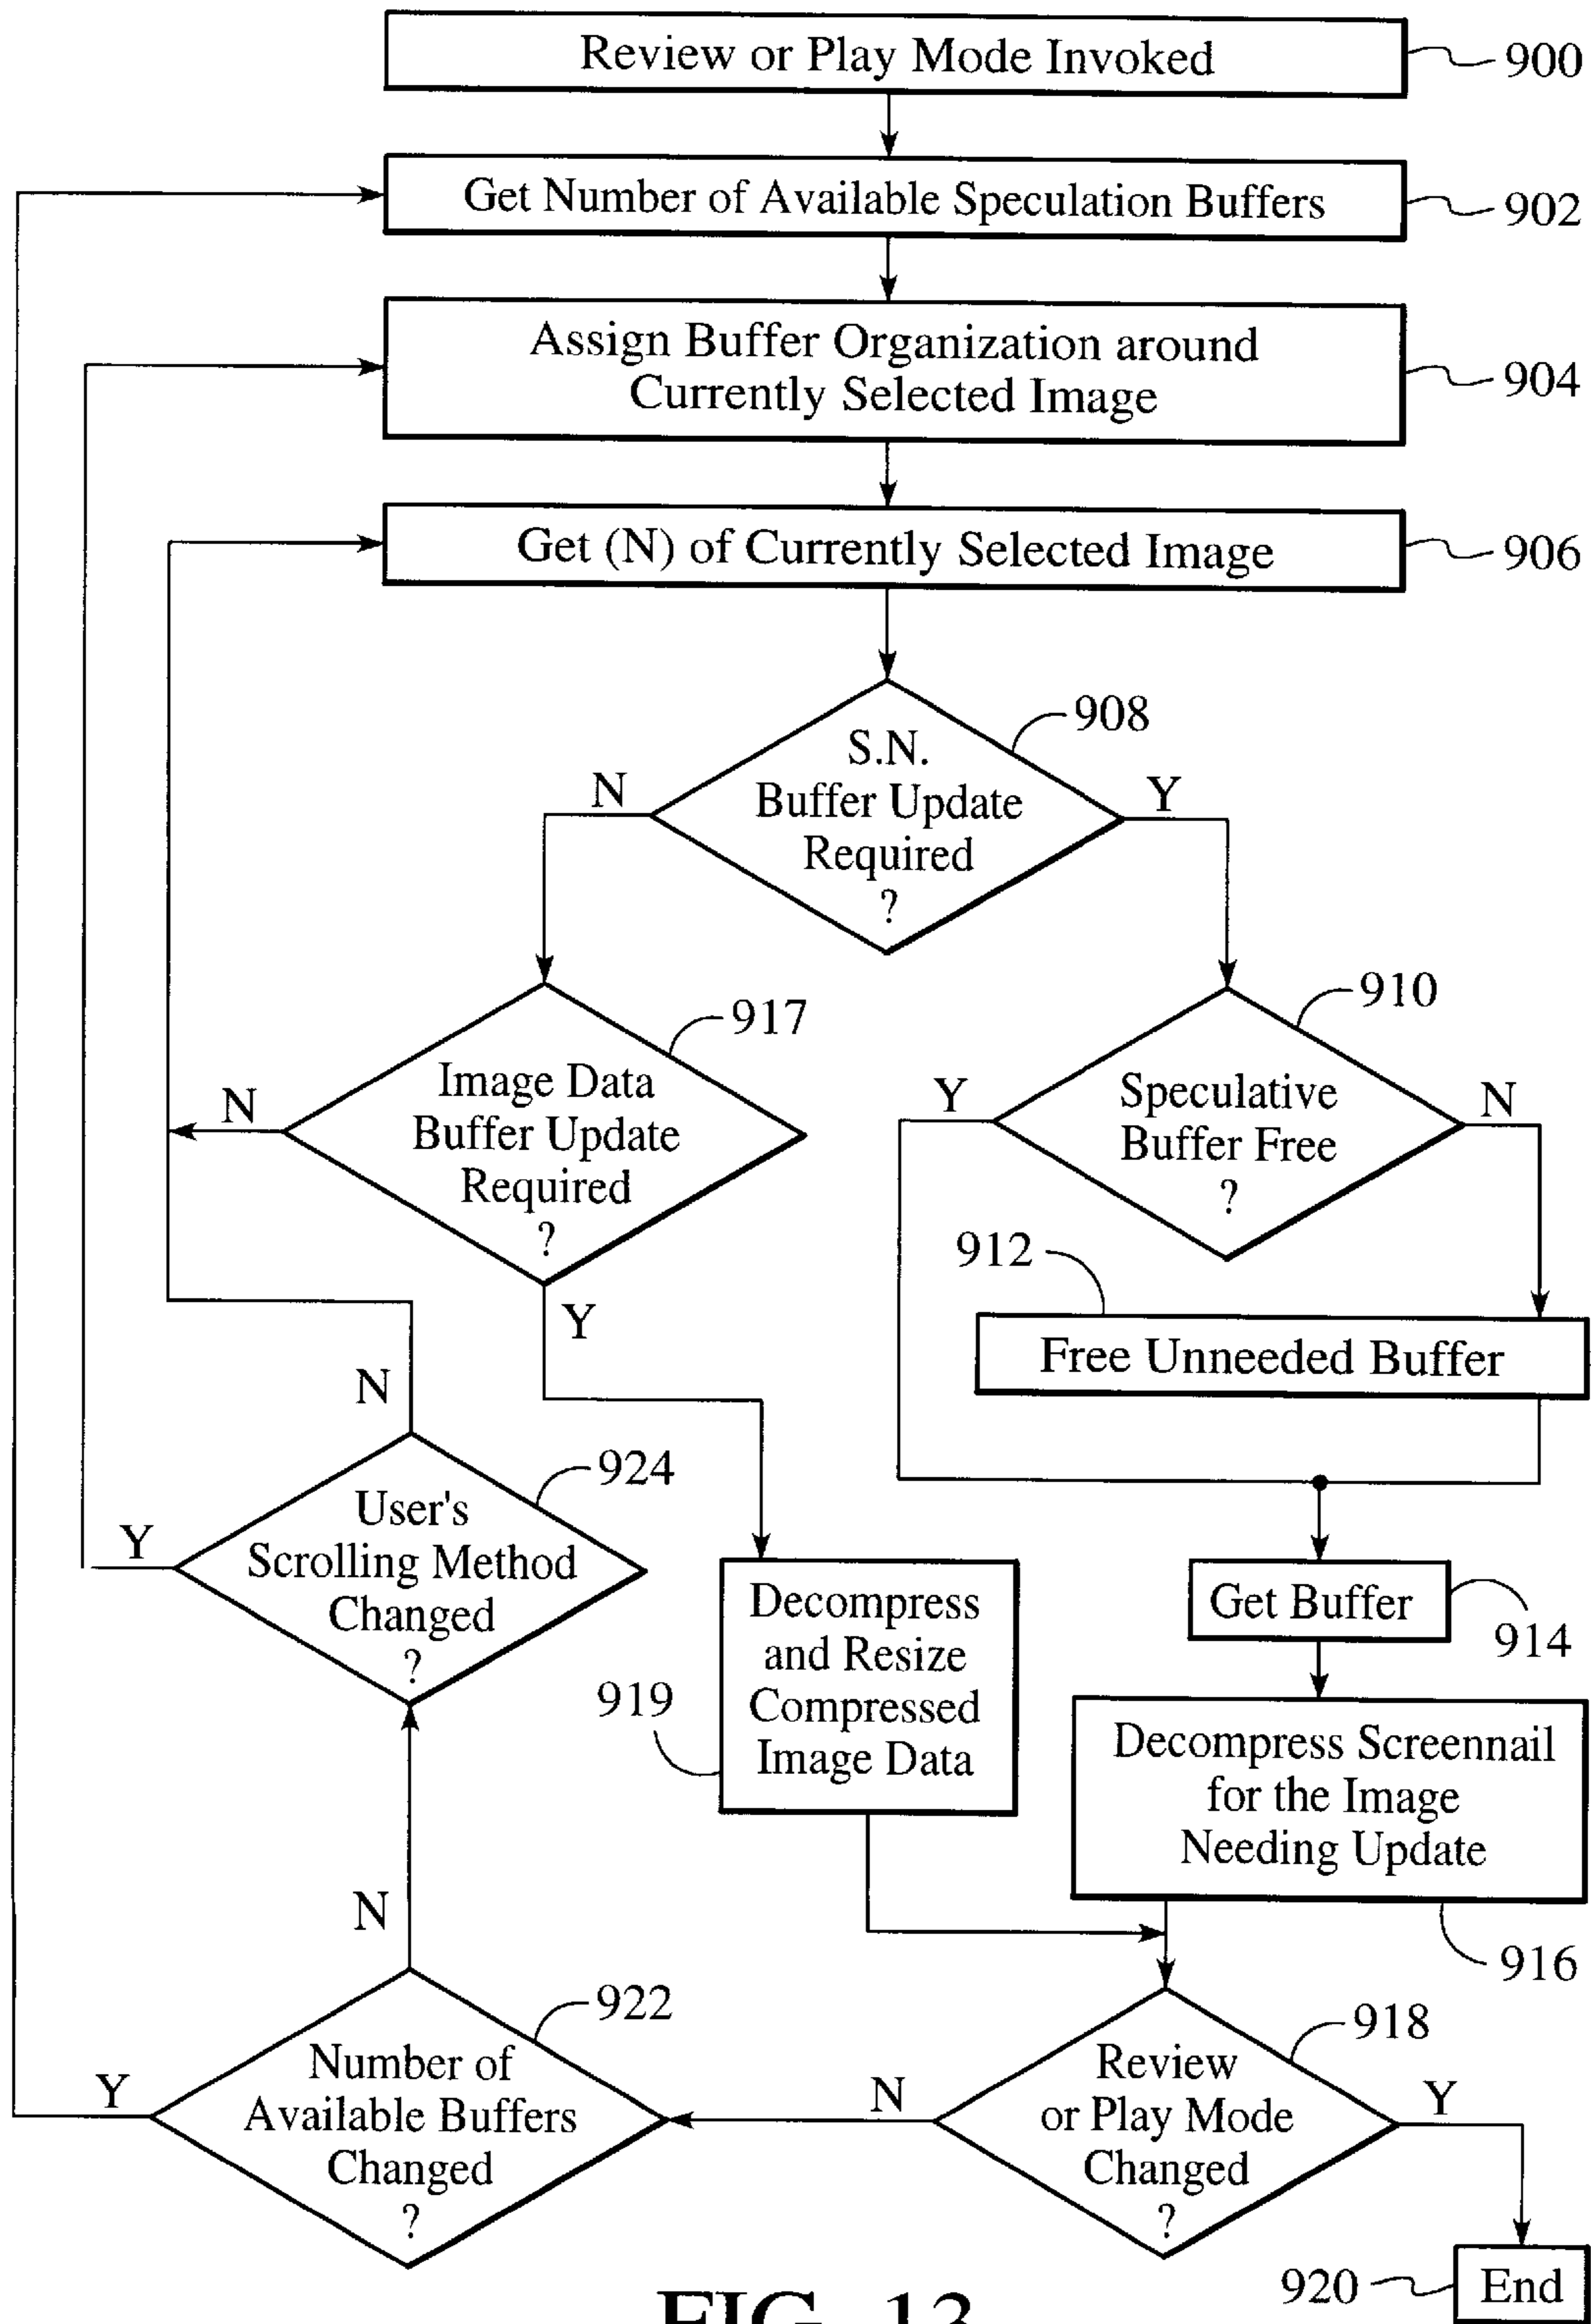 Review or Play Mode Invoked
900
Get Number of Available Speculation Buffers
902
Assign Buffer Organization around
Currently Selected Image
904
Get (N) of Currently Selected Image
906
908
S.N.
Buffer Update
Required
?
N
Y
917
Image Data
Buffer Update
Required
?
N
Y
910
Speculative
Buffer Free
?
Y
N
912
Free Unneeded Buffer
N
924
User's
Scrolling Method
Changed
?
Y
Decompress
and Resize
Compressed
Image Data
919
Get Buffer
914
Decompress Screennail
for the Image
Needing Update
916
N
922
Number of
Available Buffers
Changed
?
Y
918
Review
or Play Mode
Changed
?
N
Y
920
End
FIG. 13